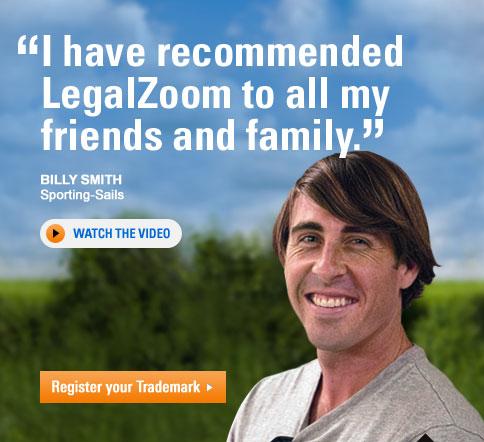 “I have recommended
LegalZoom to all my
friends and family.”
BILLY SMITH
Sporting-Sails
WATCH THE VIDEO
Register your Trademark